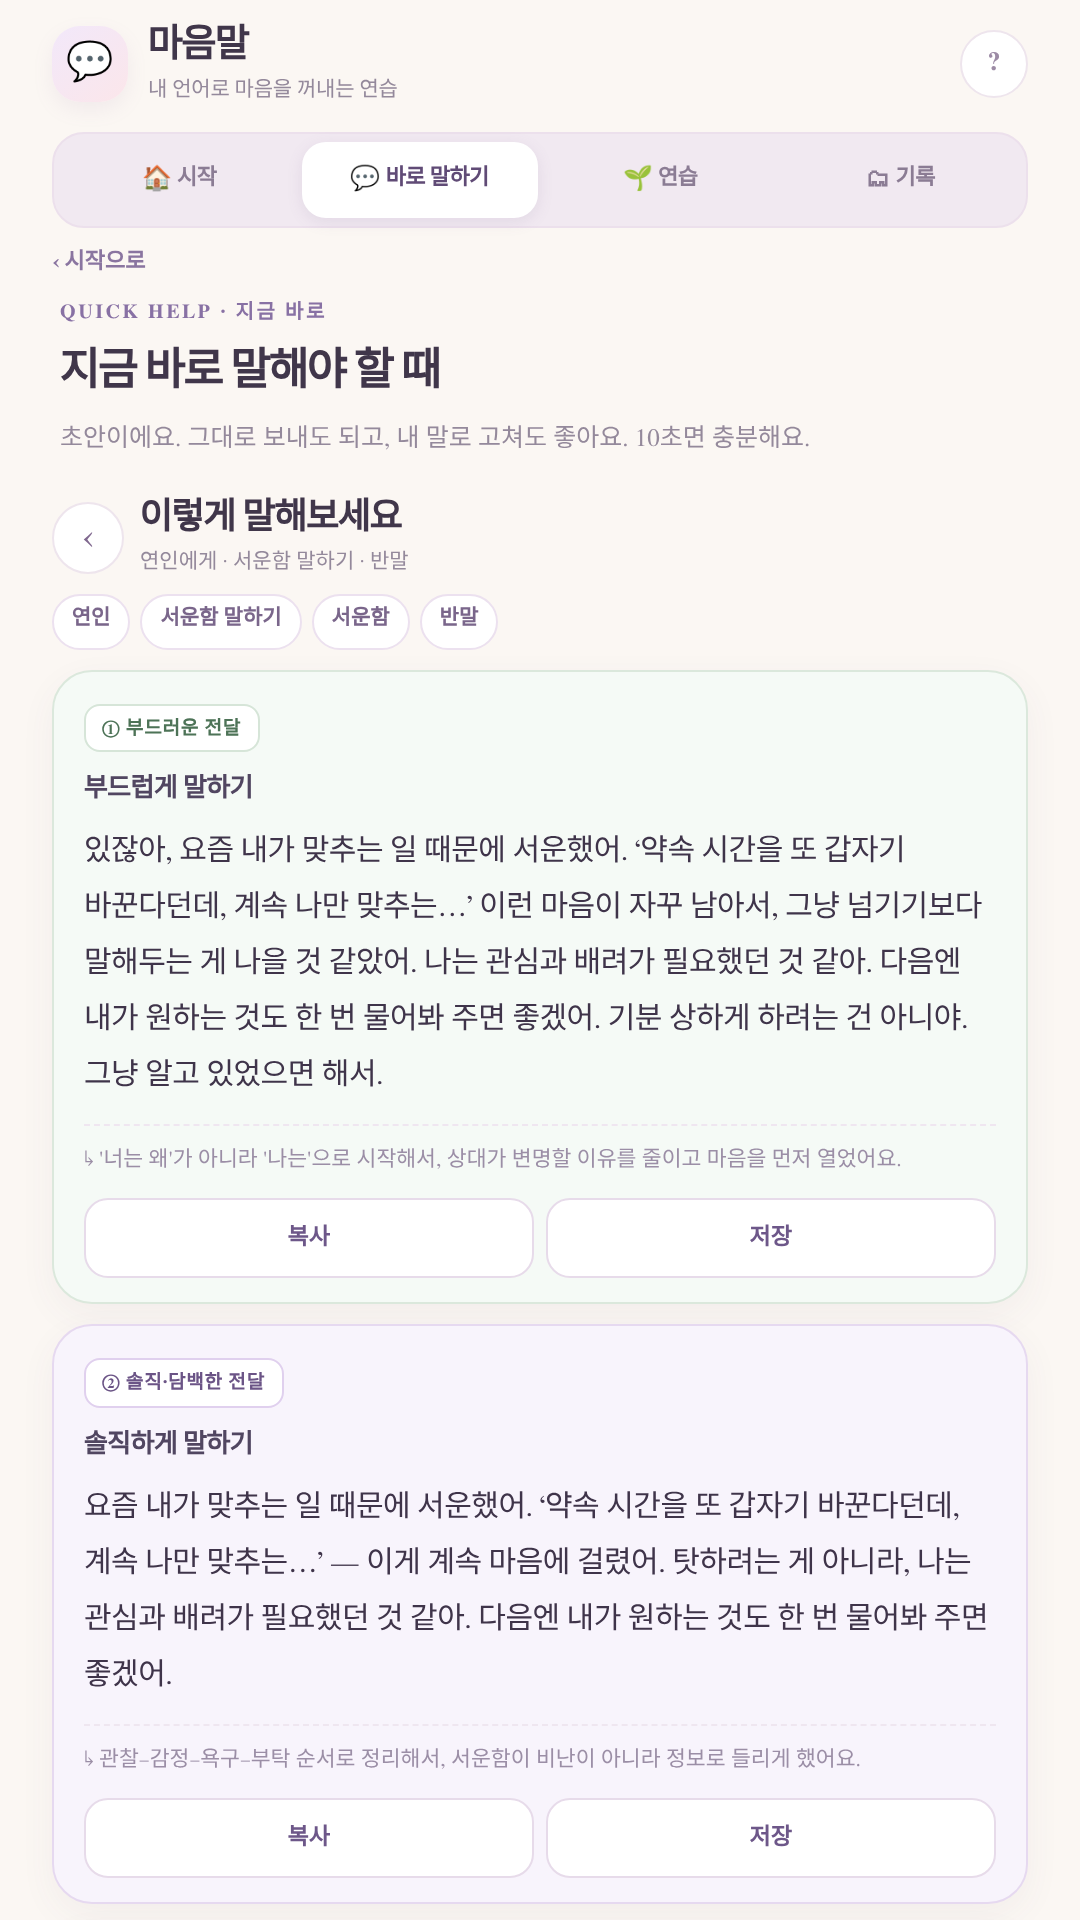 마음말
내 언어로 마음을 꺼내는 연습
?
시작
바로 말하기
연습
기록
‹ 시작으로
QUICK HELP · 지금 바로
지금 바로 말해야 할 때
초안이에요. 그대로 보내도 되고, 내 말로 고쳐도 좋아요. 10초면 충분해요.
‹
이렇게 말해보세요
연인에게 · 서운함 말하기 · 반말
연인
서운함 말하기
서운함
반말
① 부드러운 전달
부드럽게 말하기
있잖아, 요즘 내가 맞추는 일 때문에 서운했어. ‘약속 시간을 또 갑자기
바꾼다던데, 계속 나만 맞추는…’ 이런 마음이 자꾸 남아서, 그냥 넘기기보다
말해두는 게 나을 것 같았어. 나는 관심과 배려가 필요했던 것 같아. 다음엔
내가 원하는 것도 한 번 물어봐 주면 좋겠어. 기분 상하게 하려는 건 아니야.
그냥 알고 있었으면 해서.
↳ '너는 왜'가 아니라 '나는'으로 시작해서, 상대가 변명할 이유를 줄이고 마음을 먼저 열었어요.
복사
저장
② 솔직·담백한 전달
솔직하게 말하기
요즘 내가 맞추는 일 때문에 서운했어. ‘약속 시간을 또 갑자기 바꾼다던데,
계속 나만 맞추는…’ — 이게 계속 마음에 걸렸어. 탓하려는 게 아니라, 나는
관심과 배려가 필요했던 것 같아. 다음엔 내가 원하는 것도 한 번 물어봐 주면
좋겠어.
↳ 관찰–감정–욕구–부탁 순서로 정리해서, 서운함이 비난이 아니라 정보로 들리게 했어요.
복사
저장